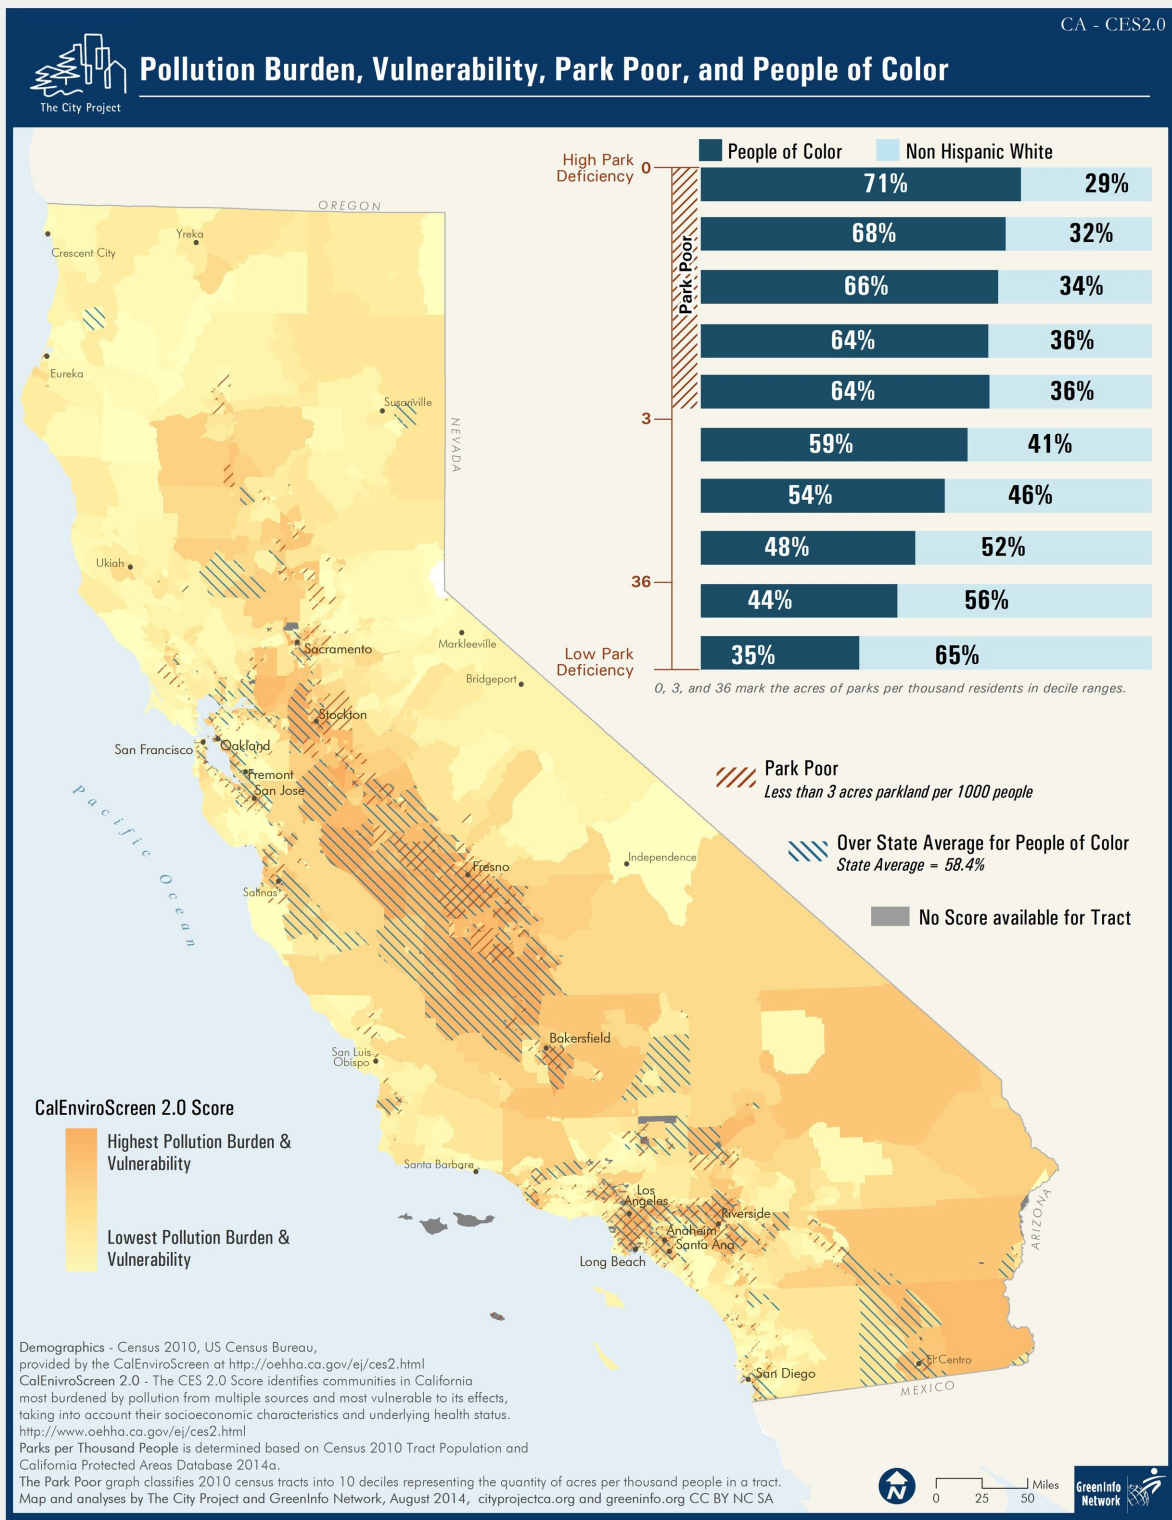 CA - CES2.0
The City Project
Pollution Burden, Vulnerability, Park Poor, and People of Color
People of Color
Non Hispanic White
High Park
Deficiency
0
Park Poor
71%
29%
68%
32%
66%
34%
64%
36%
64%
36%
3
59%
41%
54%
46%
48%
52%
36
44%
56%
Low Park
Deficiency
35%
65%
0, 3, and 36 mark the acres of parks per thousand residents in decile ranges.
OREGON
Crescent City
Yreka
Eureka
Susanville
NEVADA
Ukiah
Sacramento
Markleeville
Bridgeport
Stockton
San Francisco
Oakland
Fremont
San Jose
Pacific Ocean
Salinas
Fresno
Independence
Park Poor
Less than 3 acres parkland per 1000 people
Over State Average for People of Color
State Average = 58.4%
No Score available for Tract
Bakersfield
San Luis
Obispo
Santa Barbara
Los
Angeles
Riverside
Anaheim
Santa Ana
Long Beach
ARIZONA
San Diego
El Centro
MEXICO
CalEnviroScreen 2.0 Score
Highest Pollution Burden &
Vulnerability
Lowest Pollution Burden &
Vulnerability
Demographics - Census 2010, US Census Bureau,
provided by the CalEnviroScreen at http://oehha.ca.gov/ej/ces2.html
CalEnivroScreen 2.0 - The CES 2.0 Score identifies communities in California
most burdened by pollution from multiple sources and most vulnerable to its effects,
taking into account their socioeconomic characteristics and underlying health status.
http://www.oehha.ca.gov/ej/ces2.html
Parks per Thousand People is determined based on Census 2010 Tract Population and
California Protected Areas Database 2014a.
The Park Poor graph classifies 2010 census tracts into 10 deciles representing the quantity of acres per thousand people in a tract.
Map and analyses by The City Project and GreenInfo Network, August 2014, cityprojectca.org and greeninfo.org CC BY NC SA
N
Miles
0 25 50
GreenInfo
Network